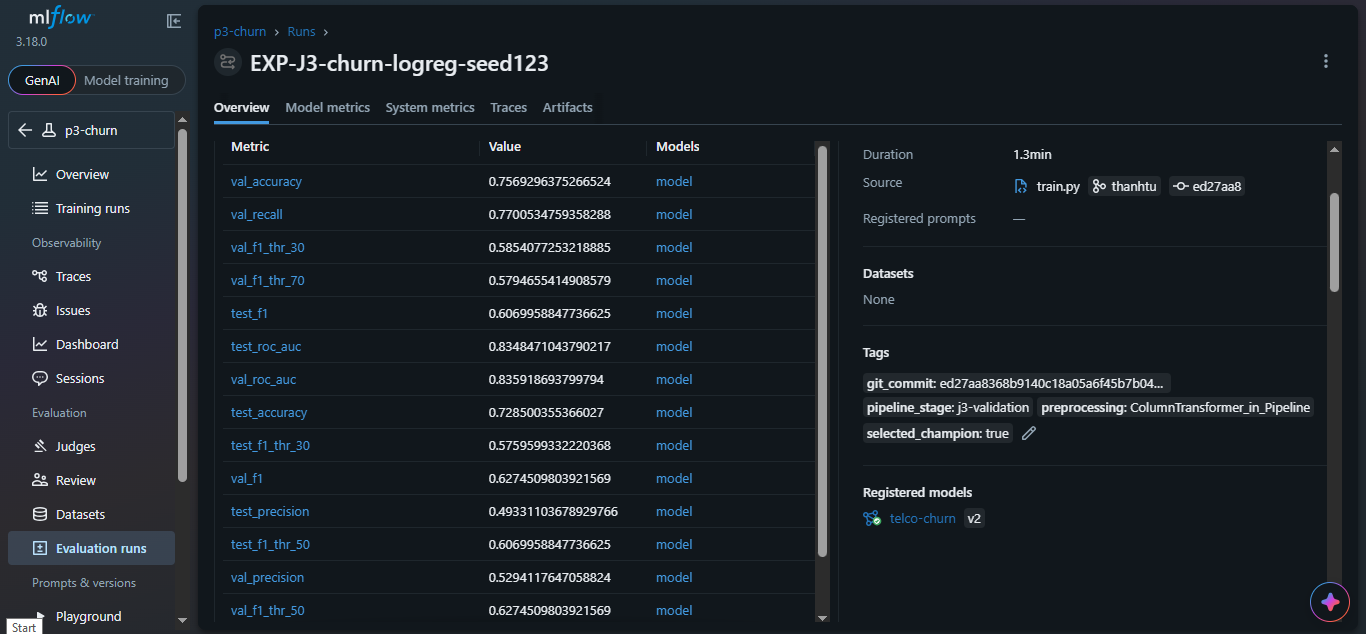 mlflow
3.18.0
GenAI Model training
p3-churn
Overview
Training runs
Observability
Traces
Issues
Dashboard
Sessions
Evaluation
Judges
Review
Datasets
Evaluation runs
Prompts & versions
Playground
Start
p3-churn > Runs >
EXP-J3-churn-logreg-seed123
Overview Model metrics System metrics Traces Artifacts
Metric Value Models
val_accuracy 0.7569296375266524 model
val_recall 0.7700534759358288 model
val_f1_thr_30 0.5854077253218885 model
val_f1_thr_70 0.5794655414908579 model
test_f1 0.6069958847736625 model
test_roc_auc 0.8348471043790217 model
val_roc_auc 0.835918693799794 model
test_accuracy 0.728500355366027 model
test_f1_thr_30 0.5759599332220368 model
val_f1 0.6274509803921569 model
test_precision 0.49331103678929766 model
test_f1_thr_50 0.6069958847736625 model
val_precision 0.5294117647058824 model
val_f1_thr_50 0.6274509803921569 model
Duration 1.3min
Source train.py thanhtu ed27aa8
Registered prompts —
Datasets
None
Tags
git_commit: ed27aa8368b9140c18a05a6f45b7b04...
pipeline_stage: j3-validation preprocessing: ColumnTransformer_in_Pipeline
selected_champion: true
Registered models
telco-churn v2